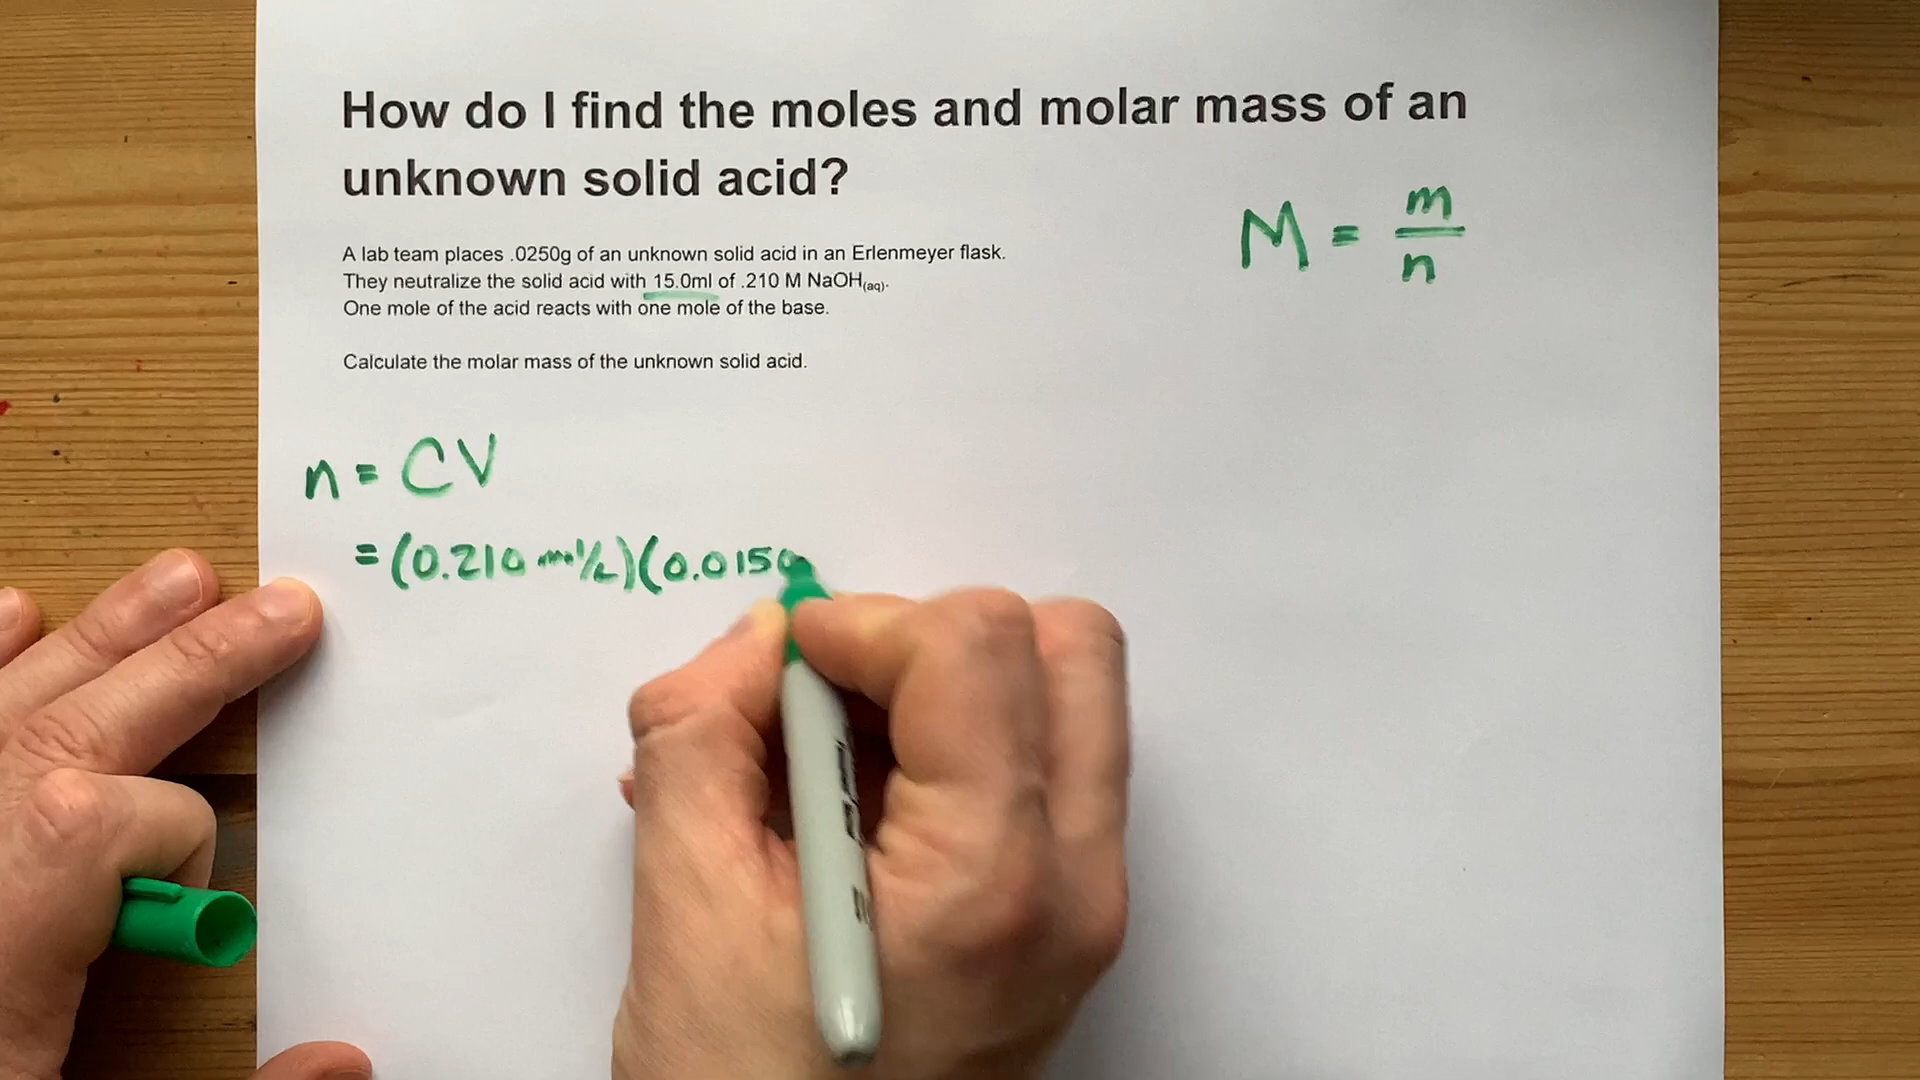 How do I find the moles and molar mass of an
unknown solid acid?
A lab team places .0250g of an unknown solid acid in an Erlenmeyer flask.
They neutralize the solid acid with 15.0ml of .210 M NaOH(aq).
One mole of the acid reacts with one mole of the base.
Calculate the molar mass of the unknown solid acid.
M = m/n
n = CV
= (0.210 mol/L)(0.0150